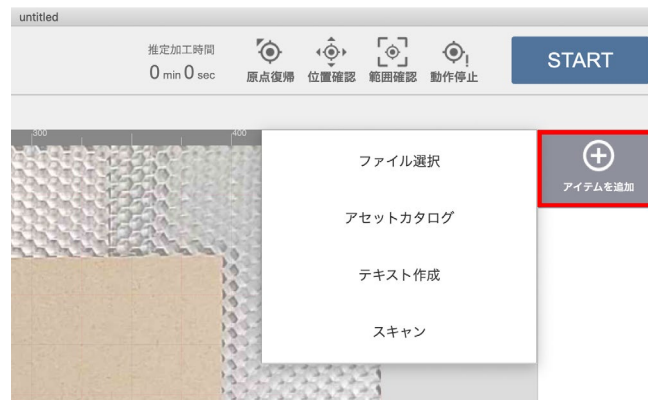 untitled
推定加工時間
0 min 0 sec
原点復帰
位置確認
範囲確認
動作停止
START
300
400
ファイル選択
アセットカタログ
テキスト作成
スキャン
アイテムを追加